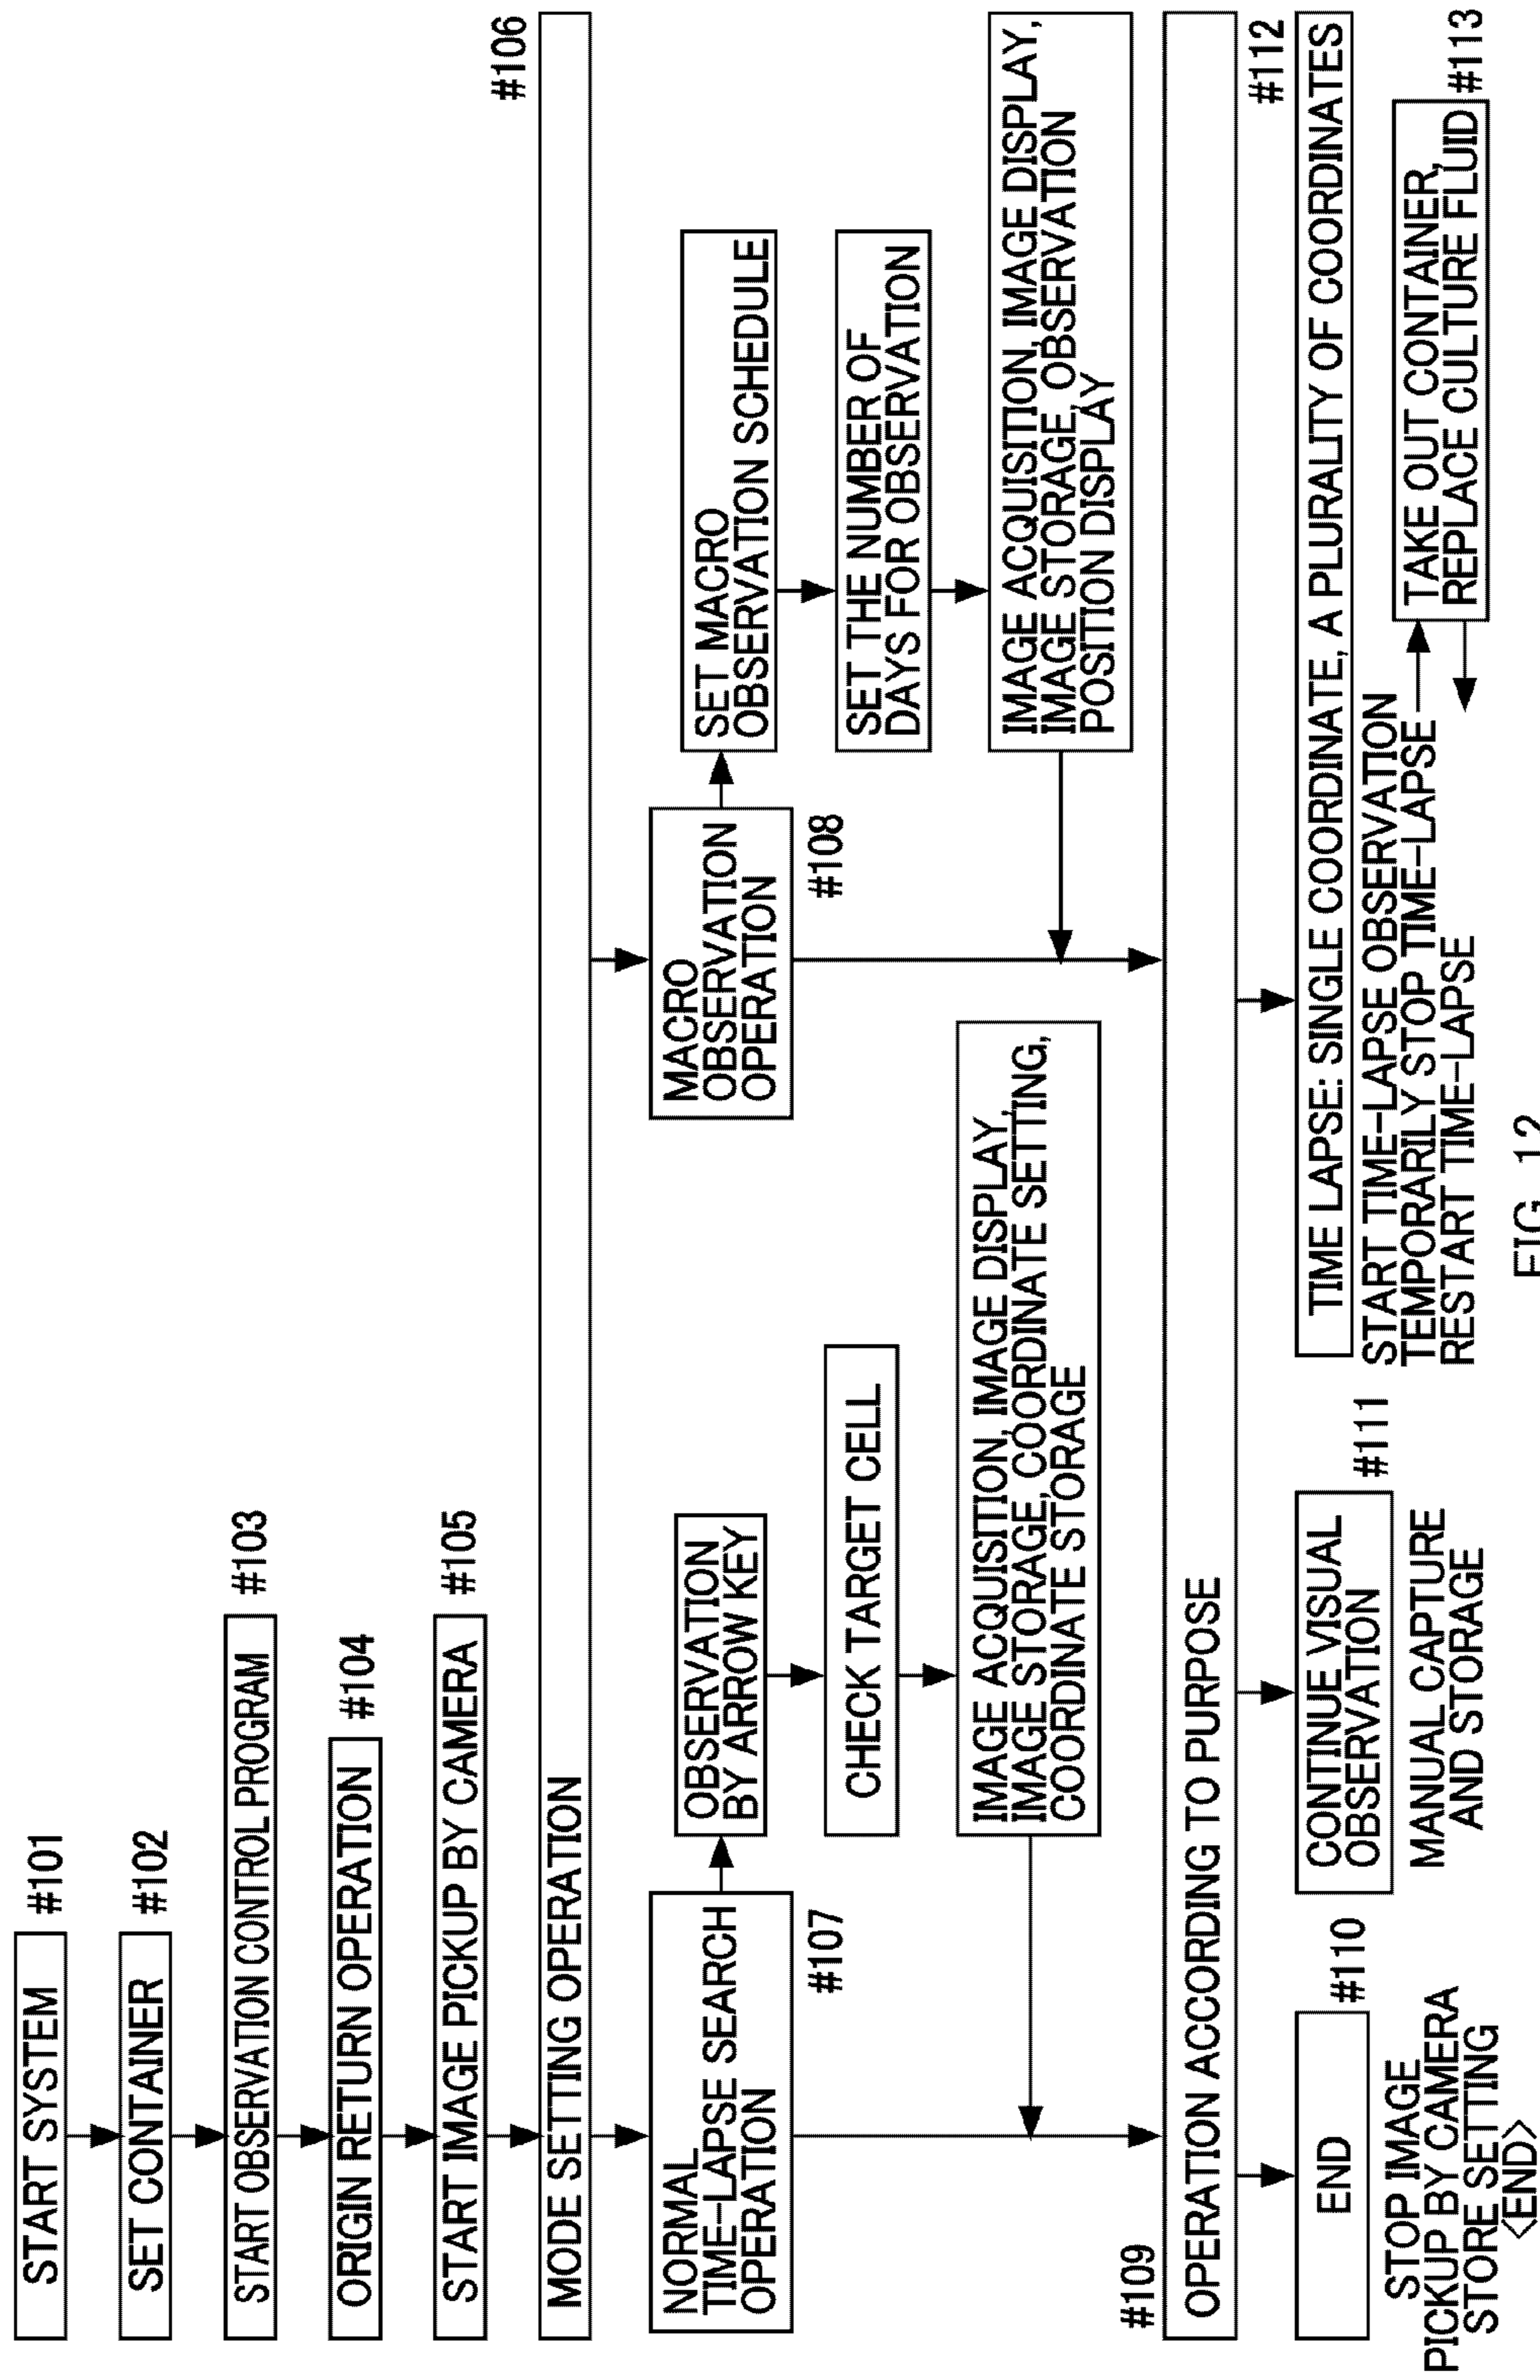 START SYSTEM
#101
SET CONTAINER
#102
START OBSERVATION CONTROL PROGRAM
#103
ORIGIN RETURN OPERATION
#104
START IMAGE PICKUP BY CAMERA
#105
MODE SETTING OPERATION
#106
NORMAL
TIME-LAPSE SEARCH
OPERATION
#107
OBSERVATION
BY ARROW KEY
CHECK TARGET CELL
IMAGE ACQUISITION, IMAGE DISPLAY,
IMAGE STORAGE, COORDINATE SETTING,
COORDINATE STORAGE
MACRO
OBSERVATION
OPERATION
#108
SET MACRO
OBSERVATION SCHEDULE
SET THE NUMBER OF
DAYS FOR OBSERVATION
IMAGE ACQUISITION, IMAGE DISPLAY,
IMAGE STORAGE, OBSERVATION
POSITION DISPLAY
#109
OPERATION ACCORDING TO PURPOSE
END
#110
STOP IMAGE
PICKUP BY CAMERA
STORE SETTING
<END>
CONTINUE VISUAL
OBSERVATION
#111
MANUAL CAPTURE
AND STORAGE
#112
TIME LAPSE: SINGLE COORDINATE, A PLURALITY OF COORDINATES
START TIME-LAPSE OBSERVATION
TEMPORARILY STOP TIME-LAPSE
RESTART TIME-LAPSE
TAKE OUT CONTAINER,
REPLACE CULTURE FLUID
#113
FIG. 12